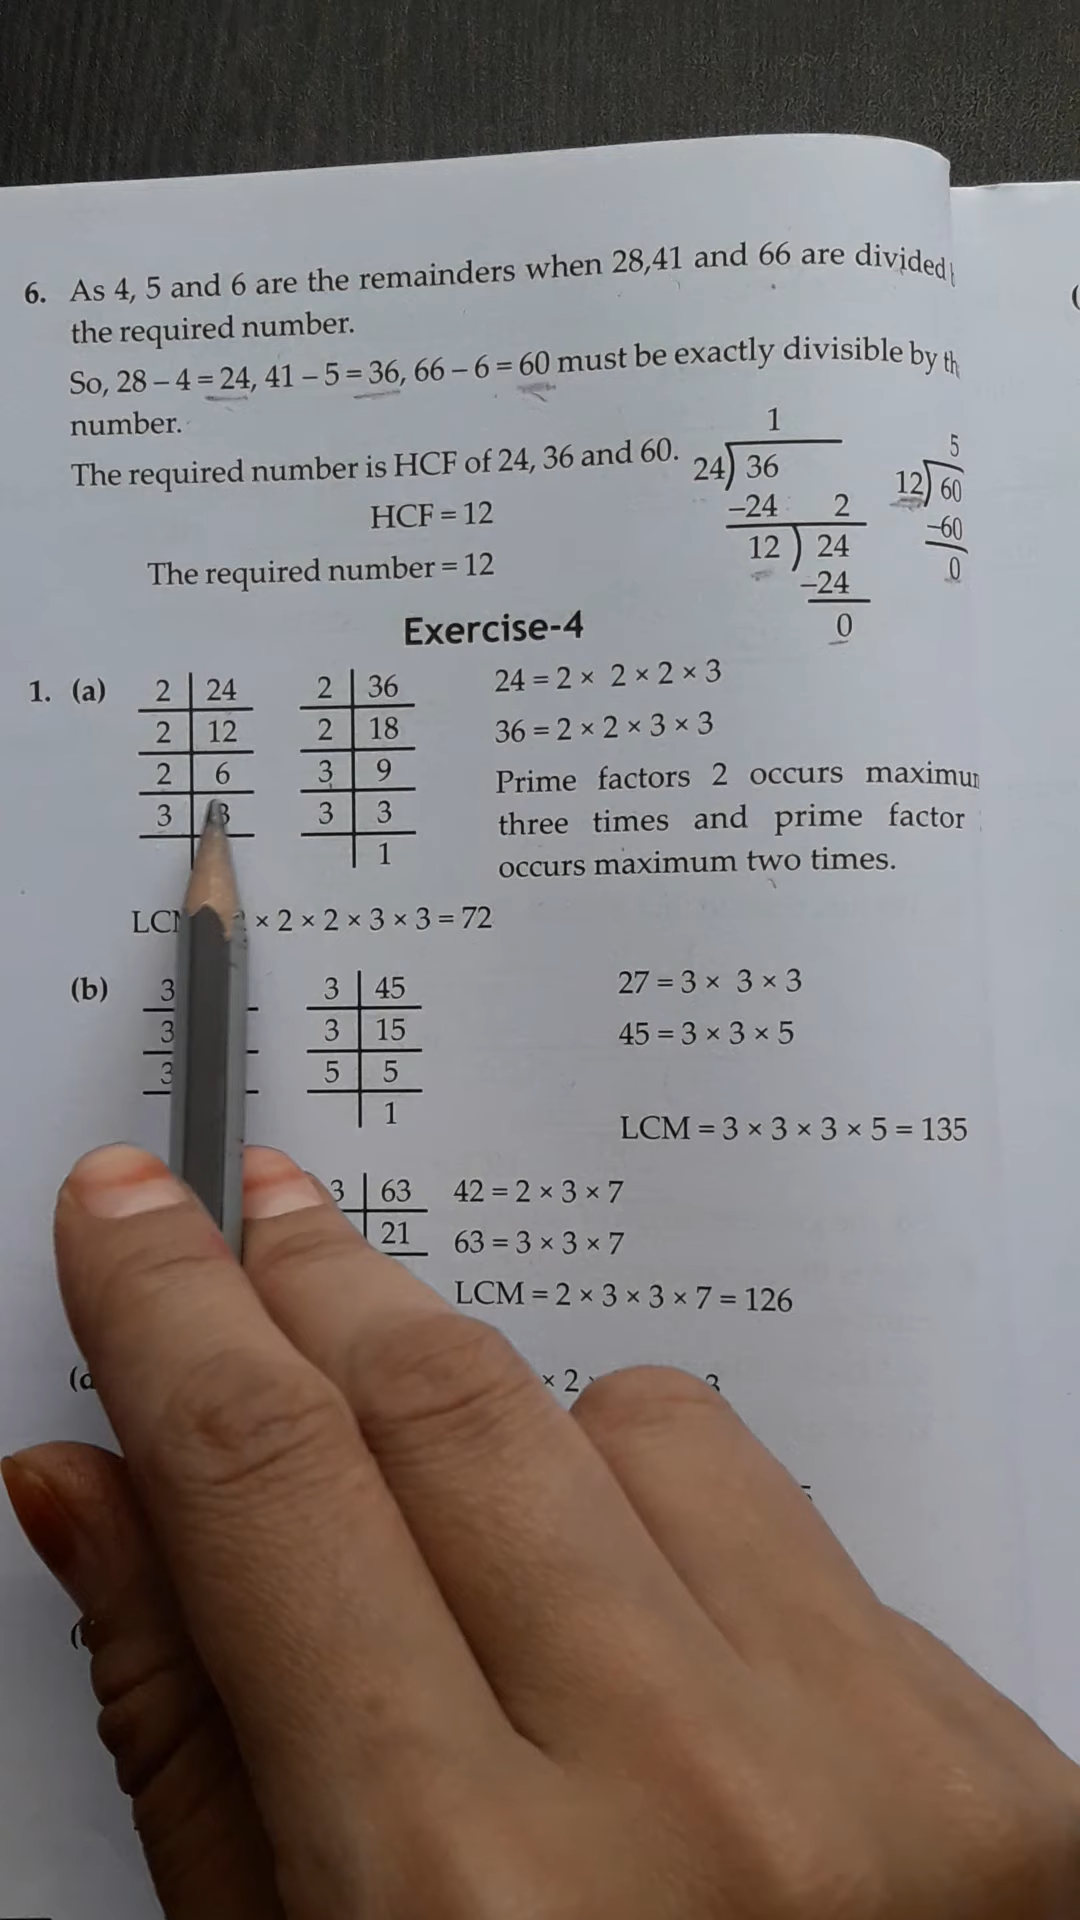 6. As 4, 5 and 6 are the remainders when 28,41 and 66 are divided
the required number.
So, 28 – 4 = 24, 41 – 5 = 36, 66 – 6 = 60 must be exactly divisible by th
number.
The required number is HCF of 24, 36 and 60.
HCF = 12
The required number = 12
1
24) 36
–24 2
12 ) 24
–24
0
5
12) 60
–60
0
Exercise-4
1. (a)
2 | 24
2 | 12
2 | 6
3 | 3
2 | 36
2 | 18
3 | 9
3 | 3
1
24 = 2 × 2 × 2 × 3
36 = 2 × 2 × 3 × 3
Prime factors 2 occurs maximu
three times and prime factor
occurs maximum two times.
× 2 × 2 × 3 × 3 = 72
(b)
3
3
3
3 | 45
3 | 15
5 | 5
1
27 = 3 × 3 × 3
45 = 3 × 3 × 5
LCM = 3 × 3 × 3 × 5 = 135
3 | 63
21
42 = 2 × 3 × 7
63 = 3 × 3 × 7
LCM = 2 × 3 × 3 × 7 = 126
× 2